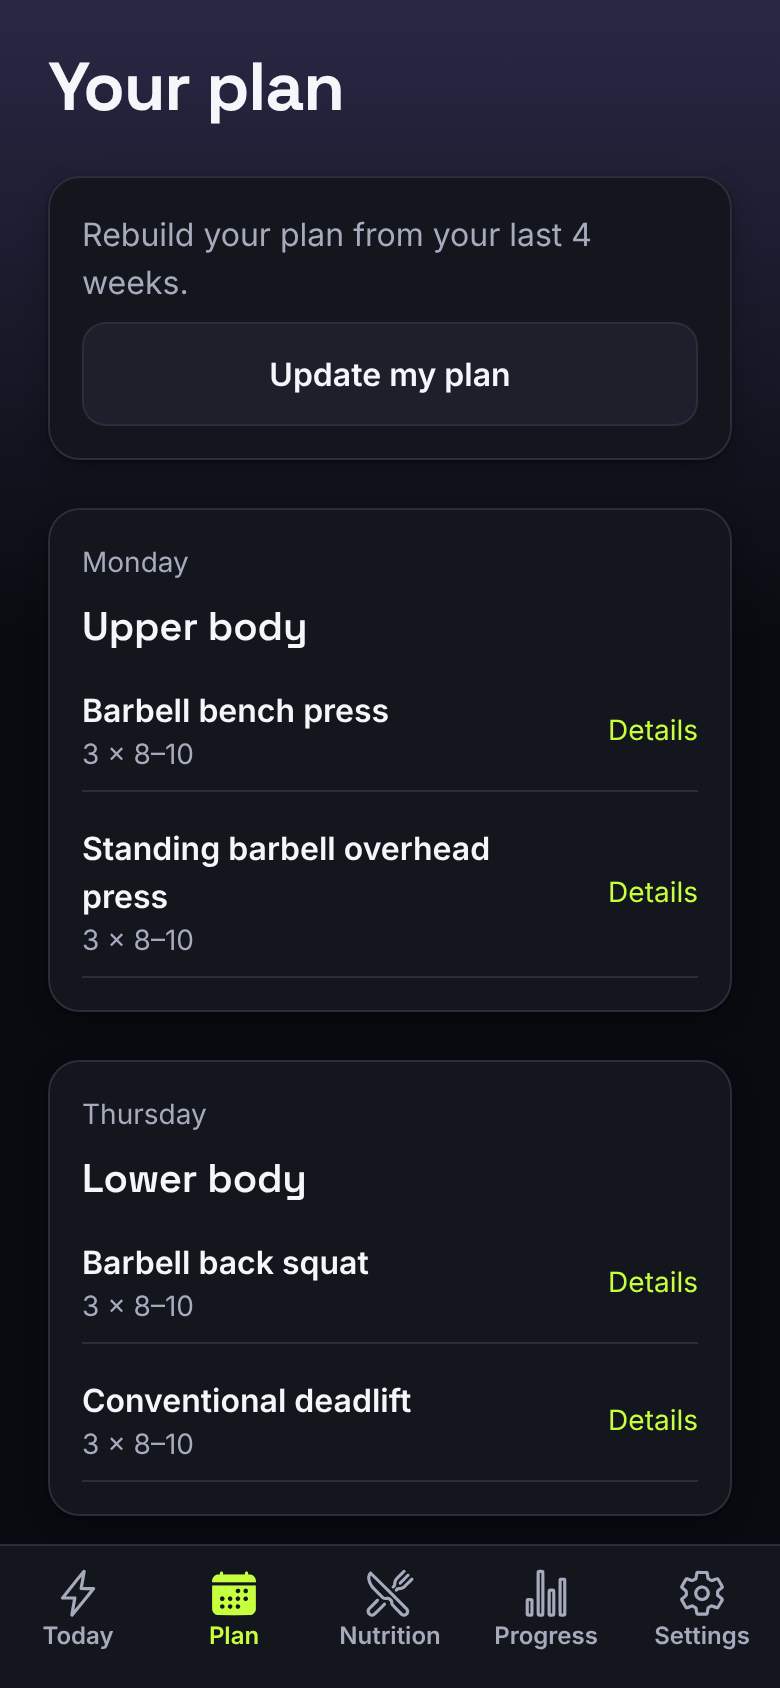 Your plan
Rebuild your plan from your last 4
weeks.
Update my plan
Monday
Upper body
Barbell bench press
3 × 8–10
Details
Standing barbell overhead
press
3 × 8–10
Details
Thursday
Lower body
Barbell back squat
3 × 8–10
Details
Conventional deadlift
3 × 8–10
Details
Today
Plan
Nutrition
Progress
Settings